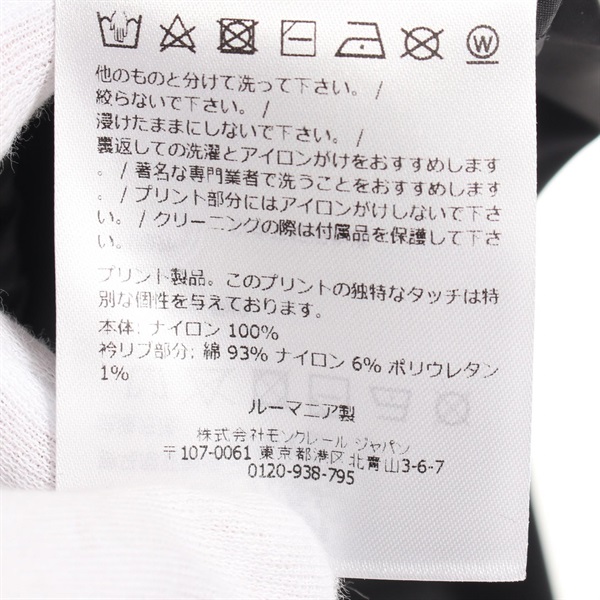 W
他のものと分けて洗って下さい。/
絞らないで下さい。/
浸けたままにしないで下さい。/
裏返しての洗濯とアイロンがけをおすすめします
。/ 著名な専門業者で洗うことをおすすめします
。/ プリント部分にはアイロンがけしないで下さ
い。/ クリーニングの際は付属品を保護して下さ
い。
プリント製品。このプリントの独特なタッチは特
別な個性を与えております。
本体: ナイロン 100%
衿リブ部分: 綿 93% ナイロン 6% ポリウレタン
1%
ルーマニア製
株式会社モンクレール ジャパン
〒107-0061 東京都港区北青山3-6-7
0120-938-795